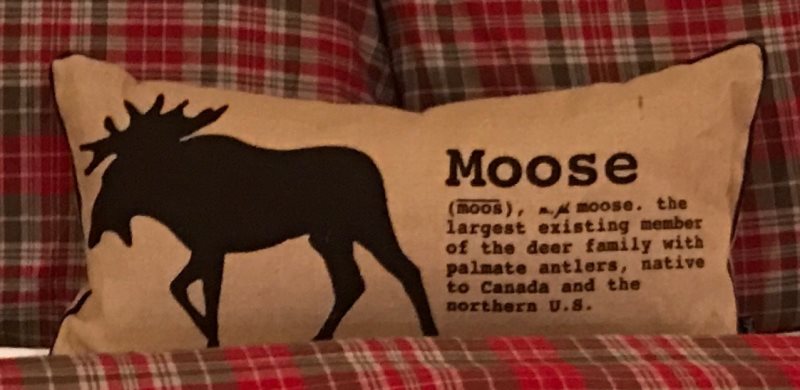 Moose
(moos), n. pl moose. the
largest existing member
of the deer family with
palmate antlers, native
to Canada and the
northern U.S.